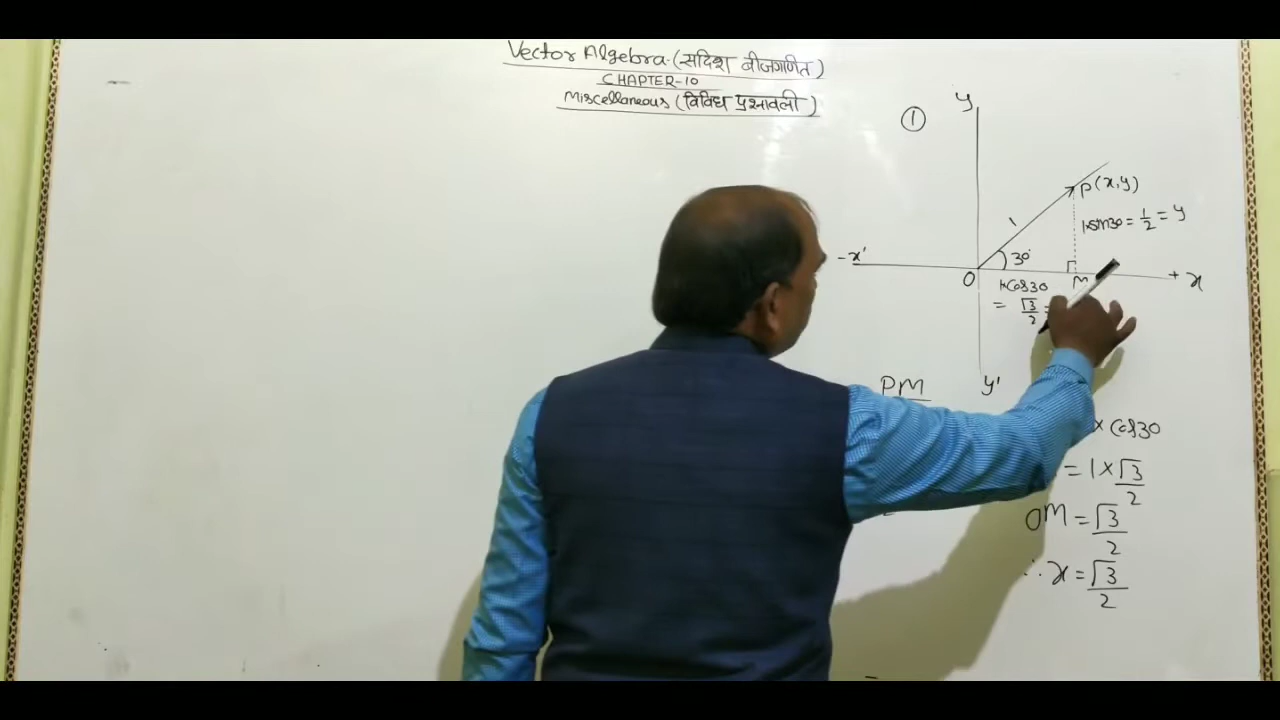 Vector Algebra (सदिश बीजगणित)
CHAPTER-10
Miscellaneous (विविध प्रश्नावली)
①
y
P(x,y)
1
1×sin30 = 1/2 = y
-x'
30°
O
M
+ x
1×cos30
= √3/2 =
y'
PM
× cos30
= 1×√3/2
OM = √3/2
∴ x = √3/2